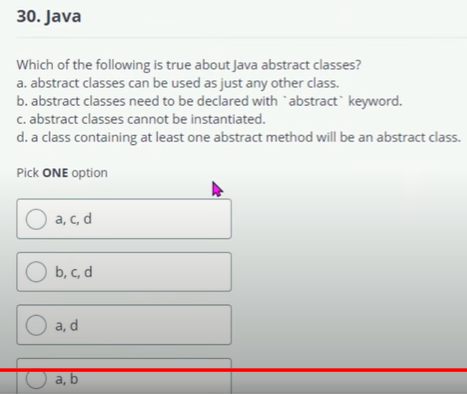 30. Java
Which of the following is true about Java abstract classes?
a. abstract classes can be used as just any other class.
b. abstract classes need to be declared with `abstract` keyword.
c. abstract classes cannot be instantiated.
d. a class containing at least one abstract method will be an abstract class.
Pick ONE option
a, c, d
b, c, d
a, d
a, b